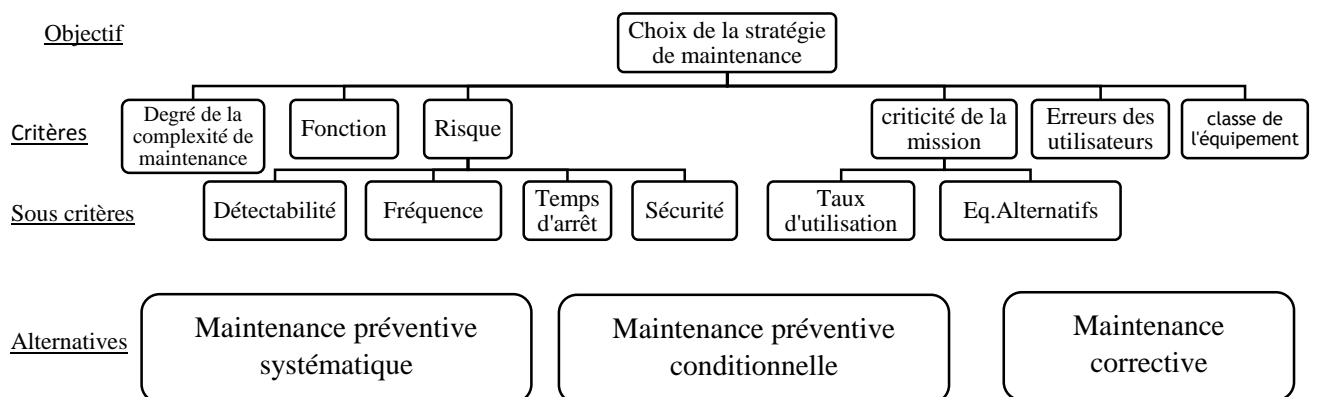 Objectif
Choix de la stratégie
de maintenance
Critères
Degré de la
complexité de
maintenance
Fonction
Risque
criticité de la
mission
Erreurs des
utilisateurs
classe de
l'équipement
Sous critères
Détectabilité
Fréquence
Temps
d'arrêt
Sécurité
Taux
d'utilisation
Eq.Alternatifs
Alternatives
Maintenance préventive
systématique
Maintenance préventive
conditionnelle
Maintenance
corrective